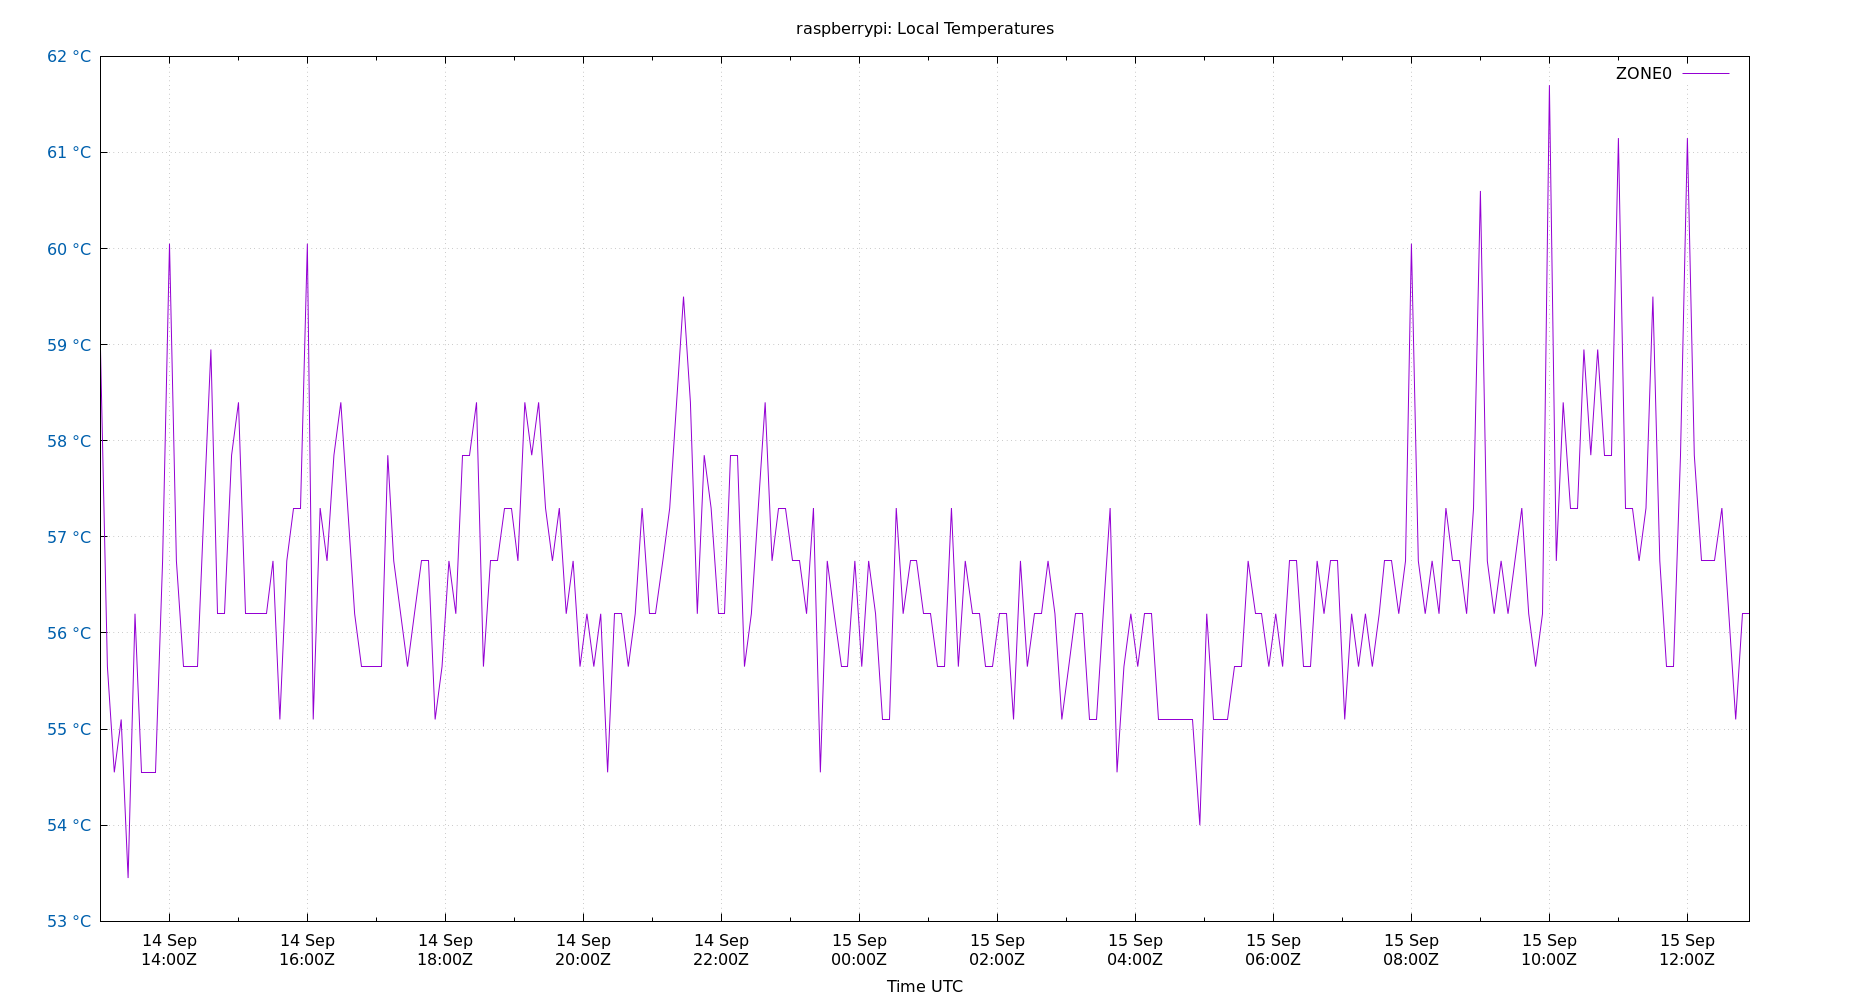 raspberrypi: Local Temperatures
62 °C
ZONE0
61 °C
60 °C
59 °C
58 °C
57 °C
56 °C
55 °C
54 °C
53 °C
14 Sep 14 Sep 14 Sep 14 Sep 14 Sep 15 Sep 15 Sep 15 Sep 15 Sep 15 Sep 15 Sep 15 Sep
14:00Z 16:00Z 18:00Z 20:00Z 22:00Z 00:00Z 02:00Z 04:00Z 06:00Z 08:00Z 10:00Z 12:00Z
Time UTC